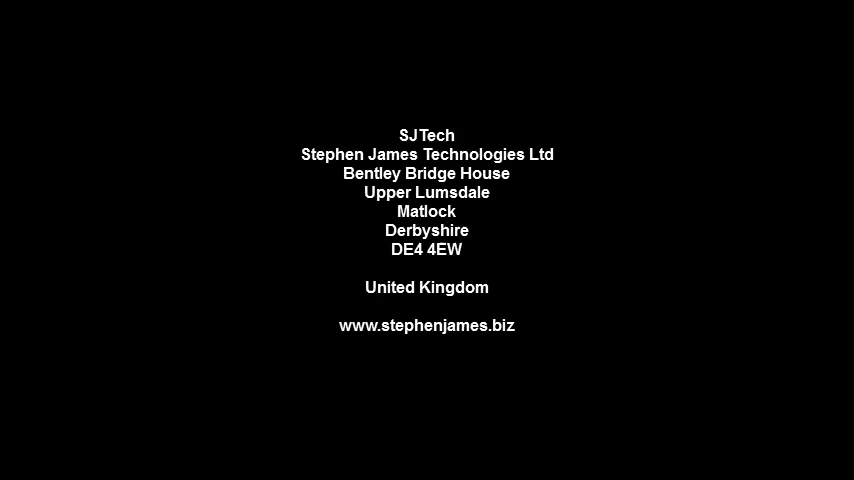 SJTech
Stephen James Technologies Ltd
Bentley Bridge House
Upper Lumsdale
Matlock
Derbyshire
DE4 4EW
United Kingdom
www.stephenjames.biz